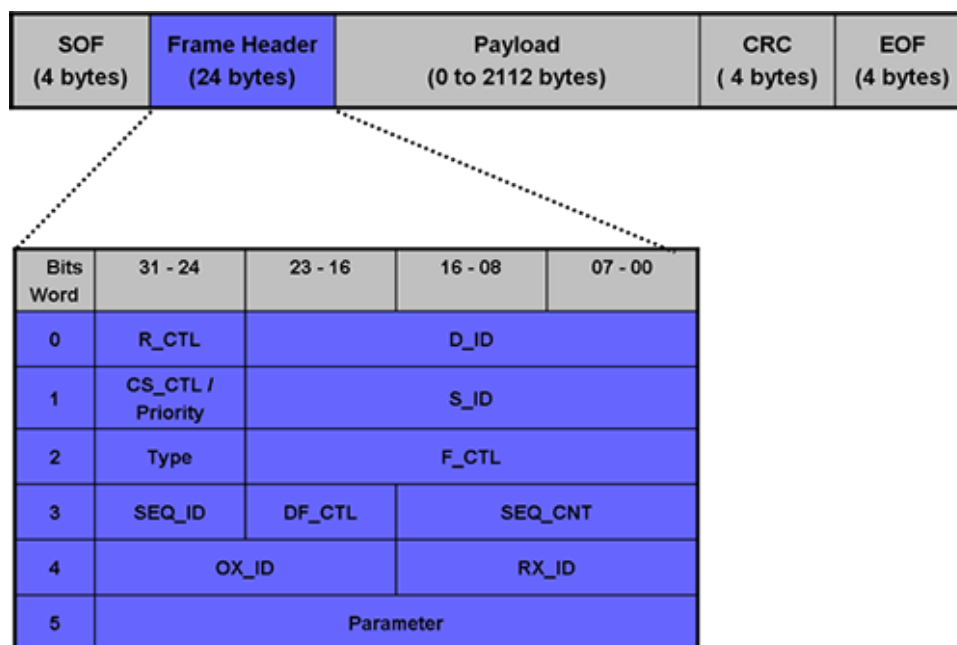 SOF
(4 bytes)
Frame Header
(24 bytes)
Payload
(0 to 2112 bytes)
CRC
( 4 bytes)
EOF
(4 bytes)
Bits
Word
31 - 24
23 - 16
16 - 08
07 - 00
0
R_CTL
D_ID
1
CS_CTL /
Priority
S_ID
2
Type
F_CTL
3
SEQ_ID
DF_CTL
SEQ_CNT
4
OX_ID
RX_ID
5
Parameter